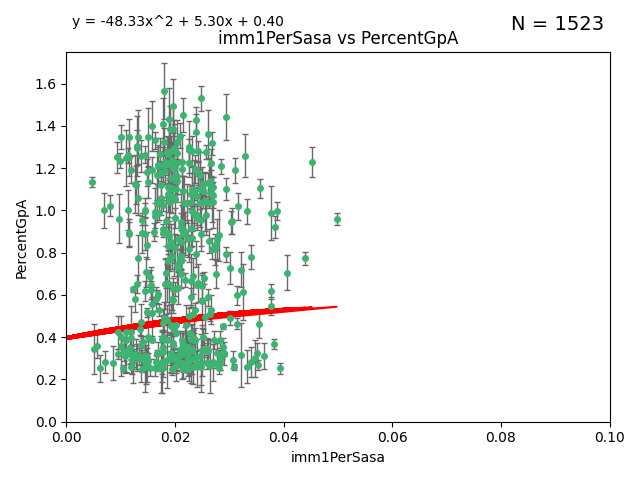 y = -48.33x^2 + 5.30x + 0.40
N = 1523
imm1PerSasa vs PercentGpA
PercentGpA
1.6
1.4
1.2
1.0
0.8
0.6
0.4
0.2
0.0
0.00 0.02 0.04 0.06 0.08 0.10
imm1PerSasa